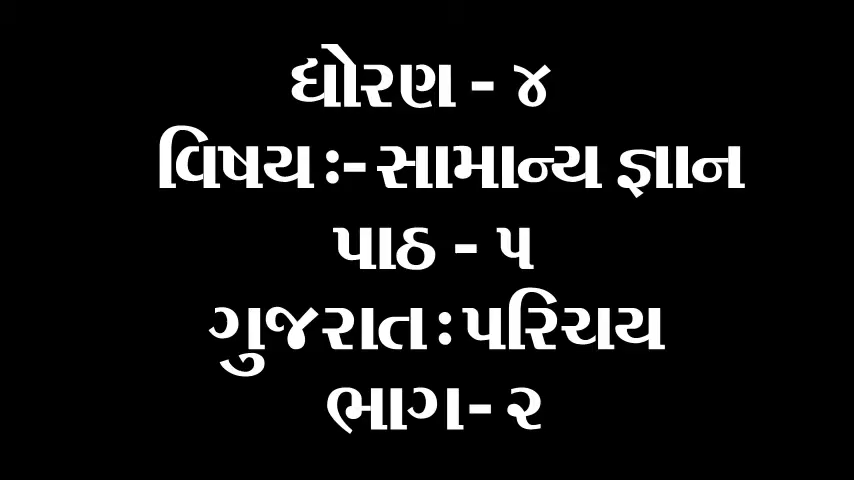 ધોરણ - ૪
વિષય ઃ- સામાન્ય જ્ઞાન
પાઠ - ૫
ગુજરાત ઃ પરિચય
ભાગ - ૨